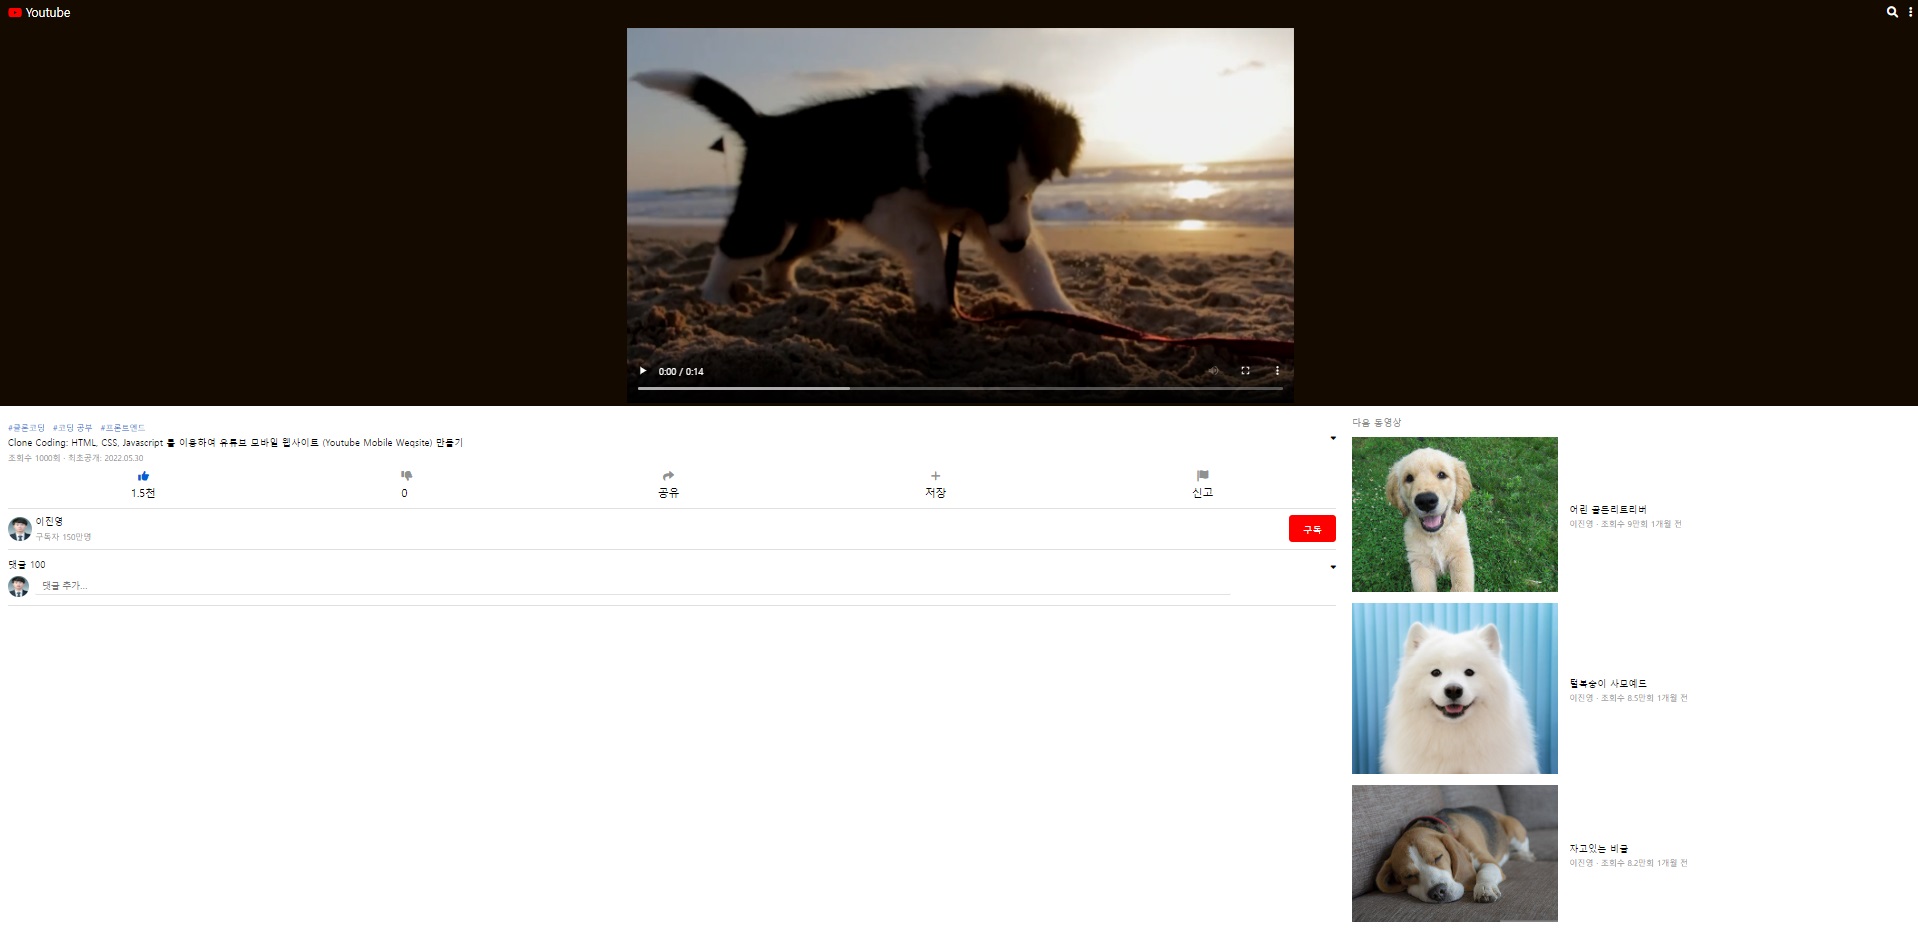 Youtube
0:00 / 0:14
#클론코딩 #코딩 공부 #프론트엔드
Clone Coding: HTML, CSS, Javascript 를 이용하여 유튜브 모바일 웹사이트 (Youtube Mobile Weqsite) 만들기
조회수 1000회 · 최초공개: 2022.05.30
1.5천
0
공유
저장
신고
이진영
구독자 150만명
구독
댓글 100
댓글 추가...
다음 동영상
어린 골든리트리버
이진영 · 조회수 9만회 1개월 전
털복숭이 사모예드
이진영 · 조회수 8.5만회 1개월 전
자고있는 비글
이진영 · 조회수 8.2만회 1개월 전